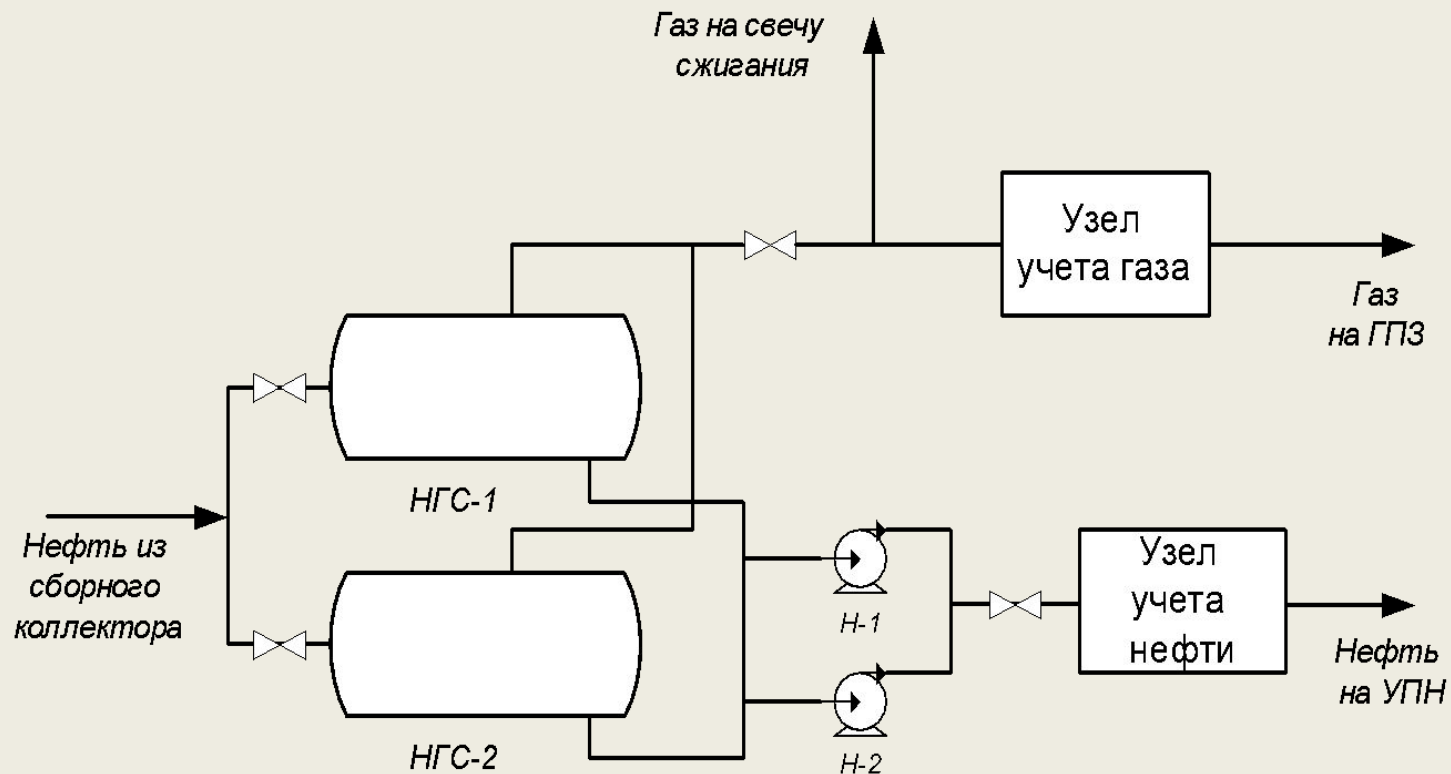 Газ на свечу
сжигания
Узел
учета газа
Газ
на ГПЗ
НГС-1
Нефть из
сборного
коллектора
Н-1
Узел
учета
нефти
Нефть
на УПН
НГС-2
Н-2